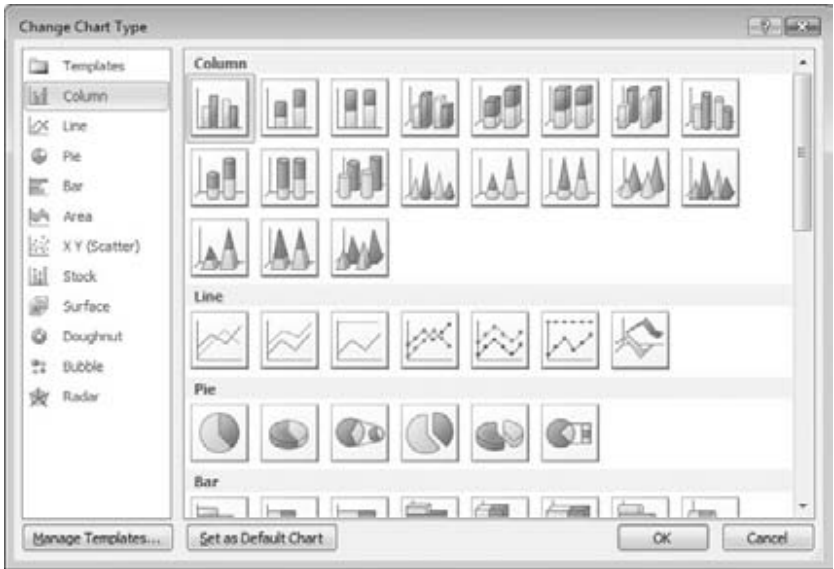 Change Chart Type
Templates
Column
Line
Pie
Bar
Area
X Y (Scatter)
Stock
Surface
Doughnut
Bubble
Radar
Column
Line
Pie
Bar
Manage Templates...
Set as Default Chart
OK
Cancel